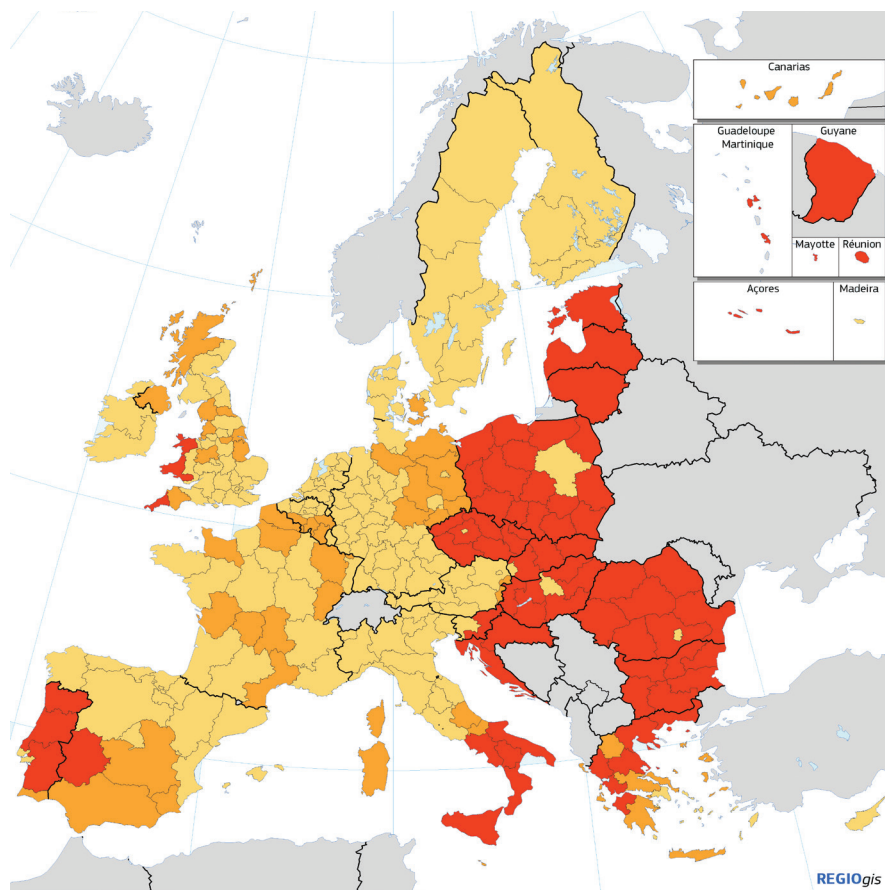 Canarias
Guadeloupe
Martinique
Guyane
Mayotte
Réunion
Açores
Madeira
REGIOgis